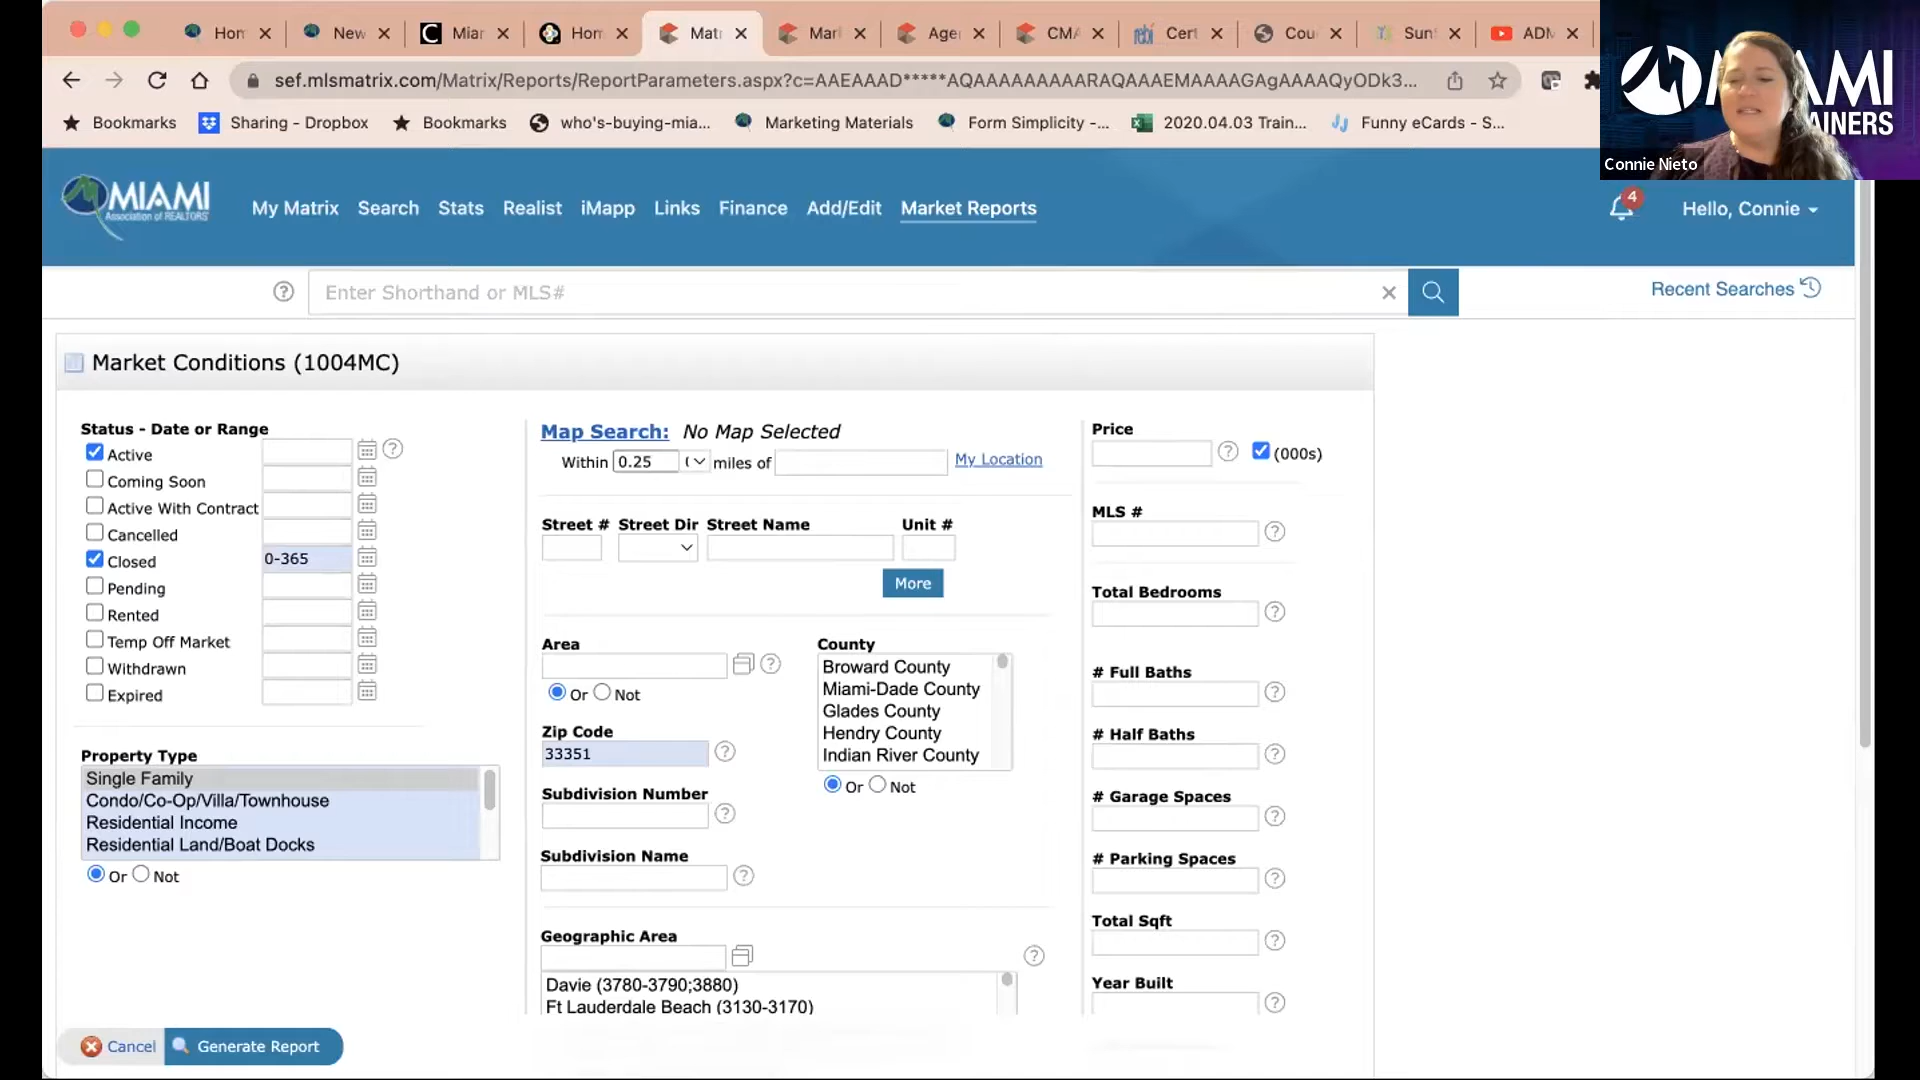 Hom
New
Miar
Hom
Matr
Marl
Age
CMA
Cert
Cou
Sun
ADM
sef.mlsmatrix.com/Matrix/Reports/ReportParameters.aspx?c=AAEAAAD*****AQAAAAAAAAARAQAAAEMAAAAGAgAAAAQyODk3...
Bookmarks
Sharing - Dropbox
Bookmarks
who's-buying-mia...
Marketing Materials
Form Simplicity -...
2020.04.03 Train...
Funny eCards - S...
Connie Nieto
MIAMI
Association of REALTORS®
My Matrix
Search
Stats
Realist
iMapp
Links
Finance
Add/Edit
Market Reports
4
Hello, Connie
Enter Shorthand or MLS#
Recent Searches
Market Conditions (1004MC)
Status - Date or Range
Active
Coming Soon
Active With Contract
Cancelled
Closed 0-365
Pending
Rented
Temp Off Market
Withdrawn
Expired
Property Type
Single Family
Condo/Co-Op/Villa/Townhouse
Residential Income
Residential Land/Boat Docks
Or Not
Map Search: No Map Selected
Within 0.25 ( miles of My Location
Street # Street Dir Street Name Unit #
More
Area
Or Not
Zip Code
33351
Subdivision Number
Subdivision Name
County
Broward County
Miami-Dade County
Glades County
Hendry County
Indian River County
Or Not
Geographic Area
Davie (3780-3790;3880)
Ft Lauderdale Beach (3130-3170)
Price
(000s)
MLS #
Total Bedrooms
# Full Baths
# Half Baths
# Garage Spaces
# Parking Spaces
Total Sqft
Year Built
Cancel
Generate Report